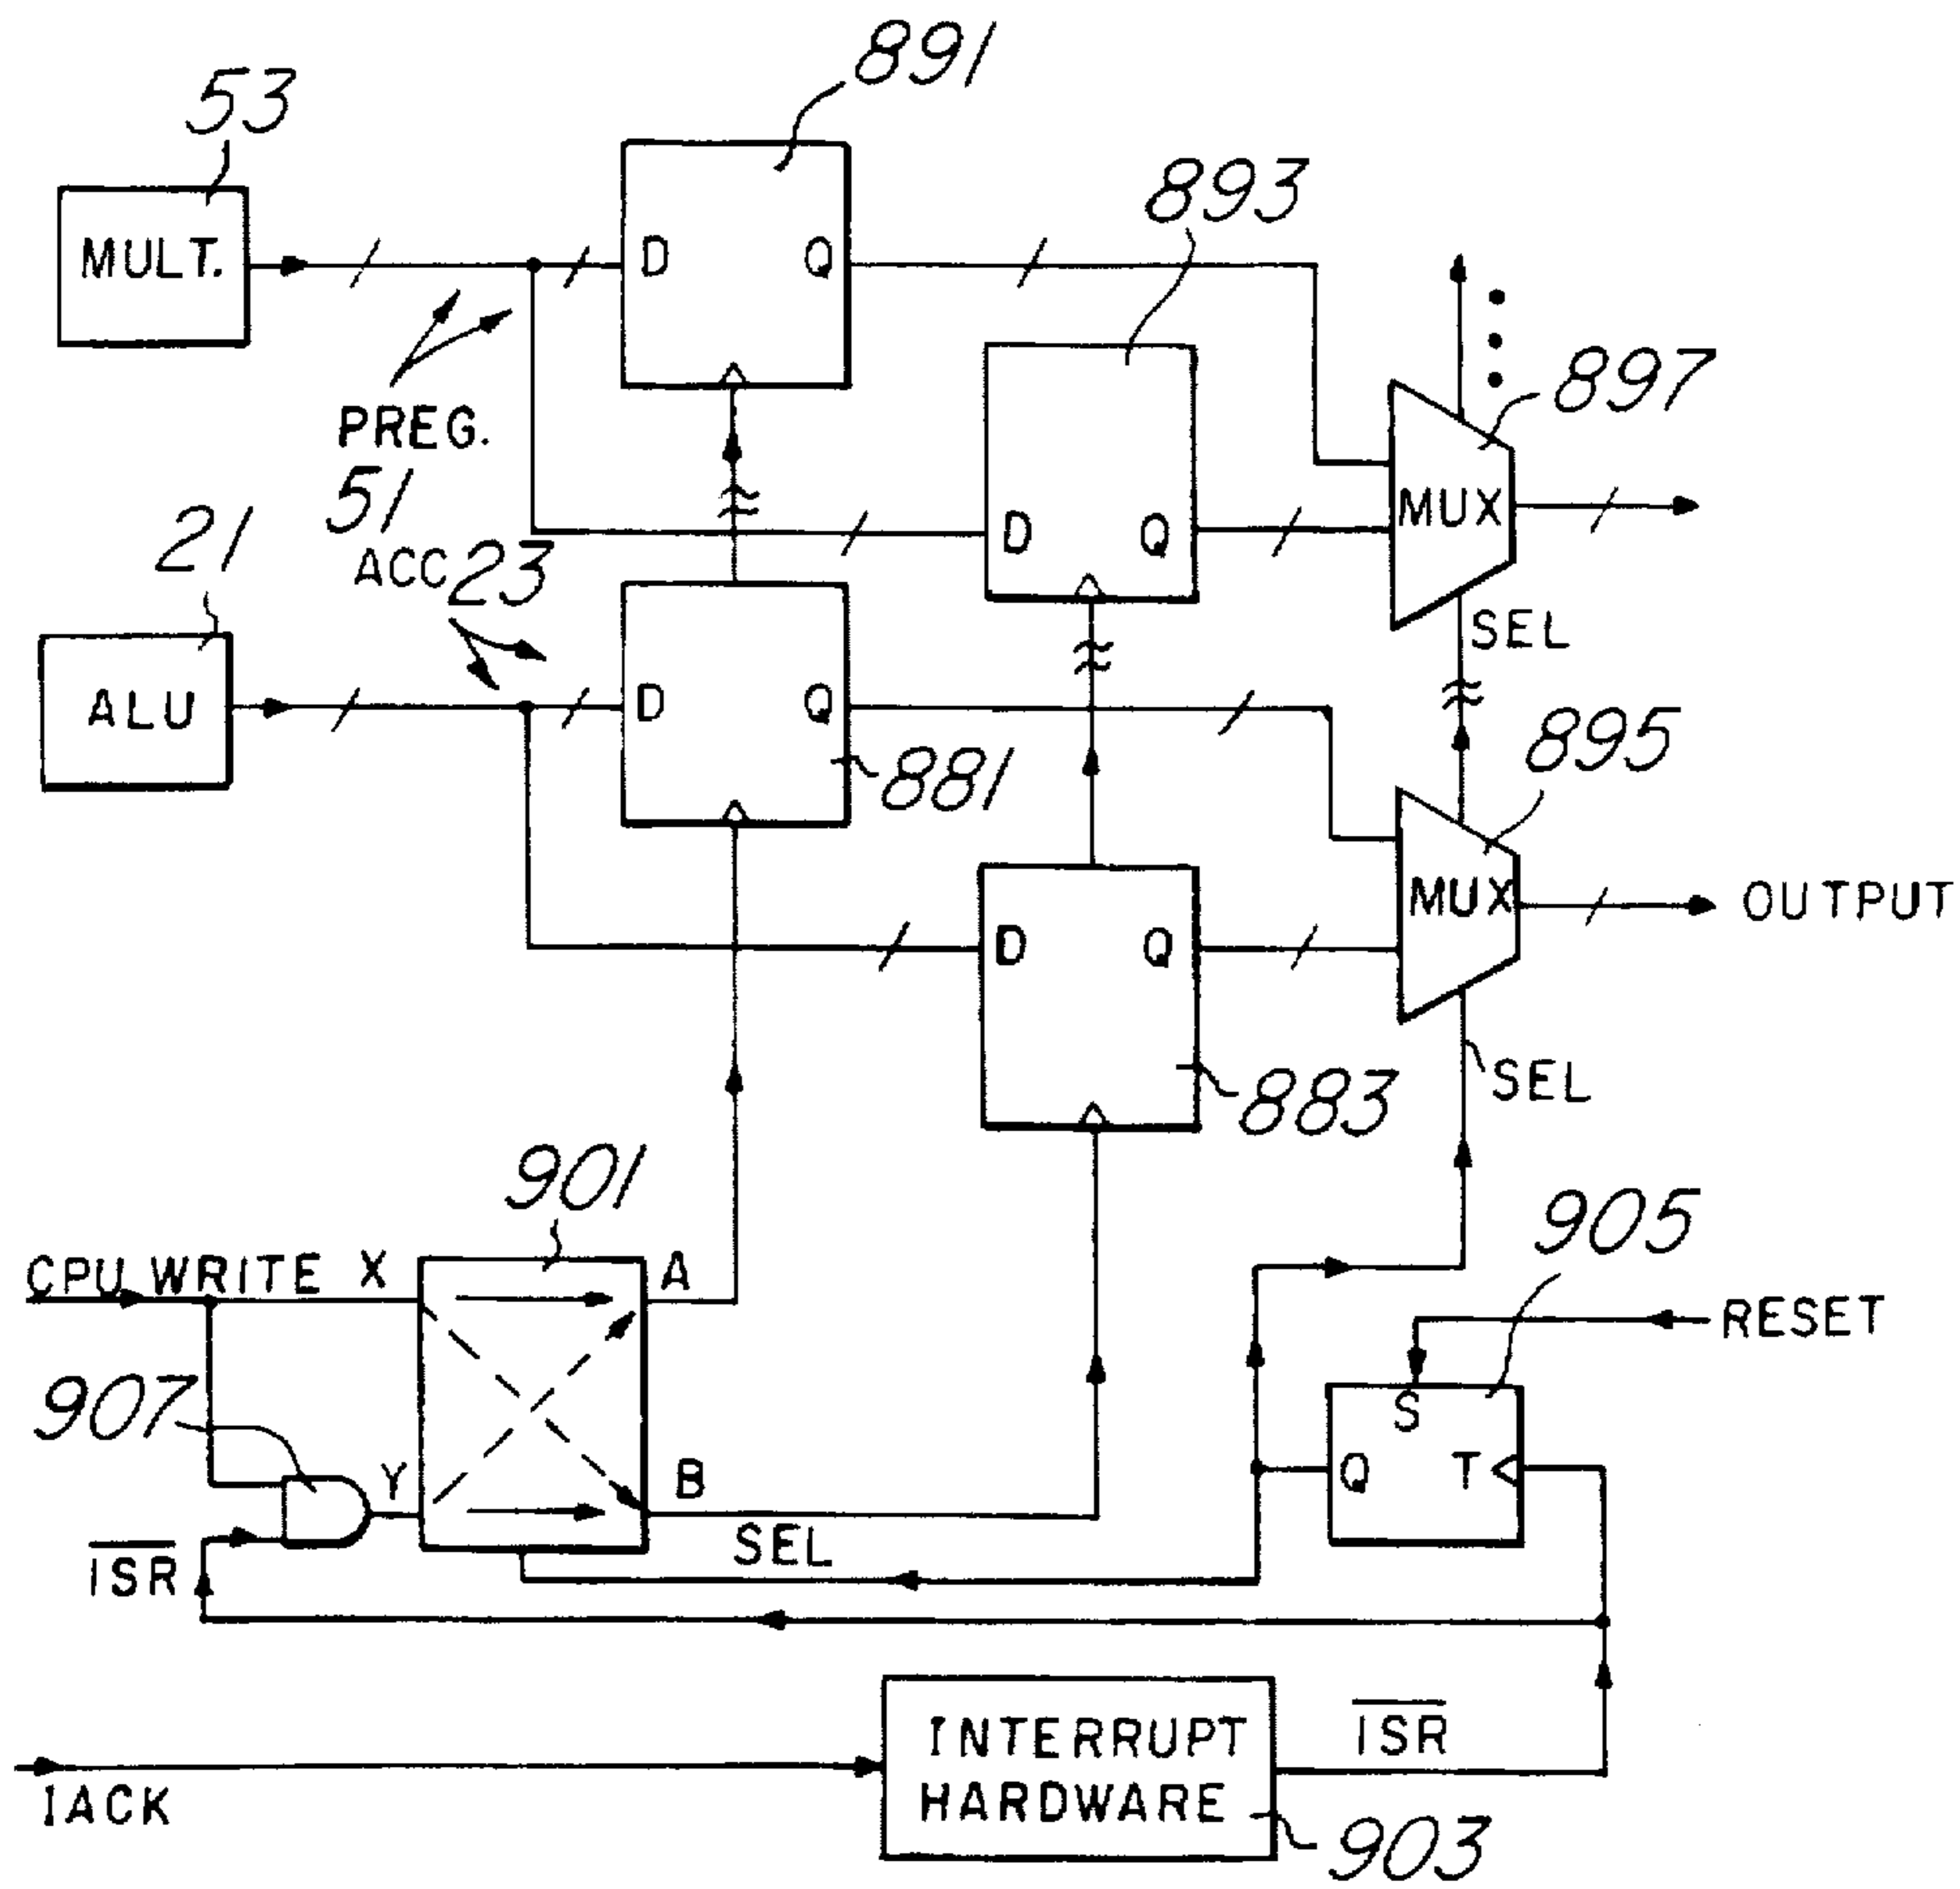 891
53
893
MULT.
D Q
897
PREG.
51
MUX
D Q
21
ACC 23
SEL
ALU
D Q
895
881
MUX
OUTPUT
D Q
SEL
883
901
905
CPU WRITE X
A
RESET
907
S
Y
B
Q T
SEL
ISR
INTERRUPT
HARDWARE
ISR
IACK
903